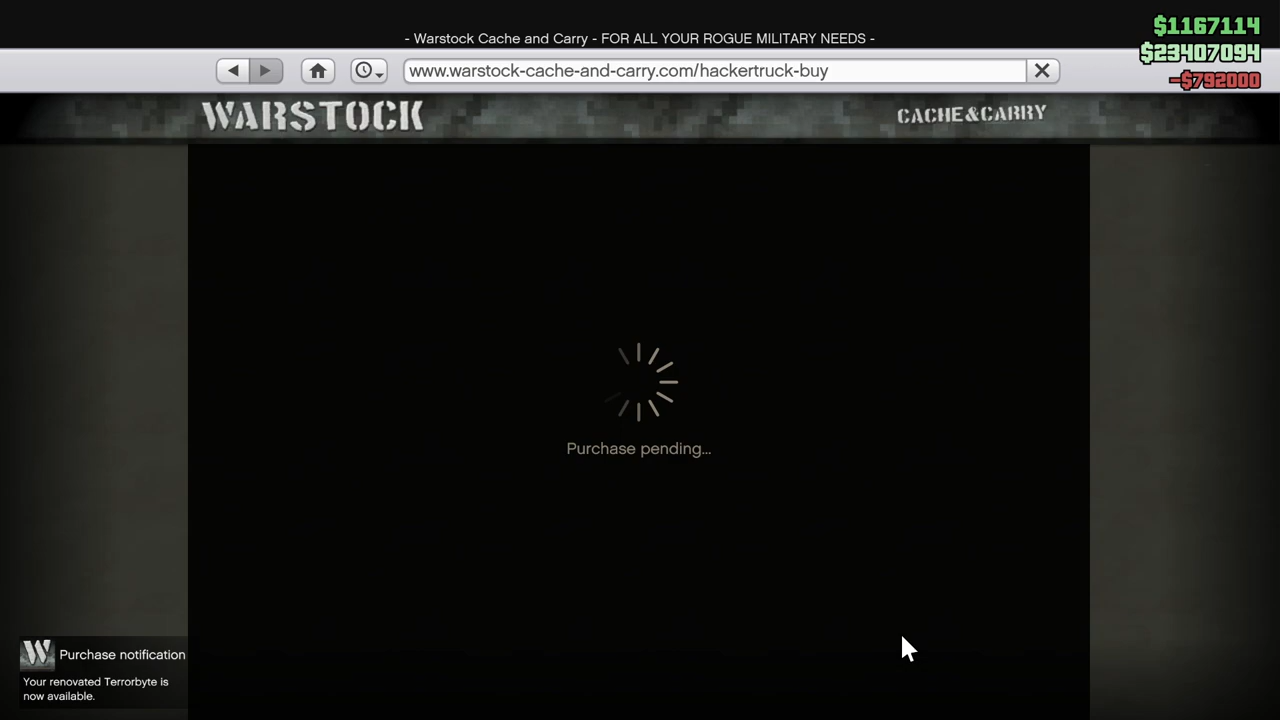 - Warstock Cache and Carry - FOR ALL YOUR ROGUE MILITARY NEEDS -
$1167114
$23407094
-$792000
www.warstock-cache-and-carry.com/hackertruck-buy
WARSTOCK
CACHE&CARRY
Purchase pending...
W
Purchase notification
Your renovated Terrorbyte is
now available.